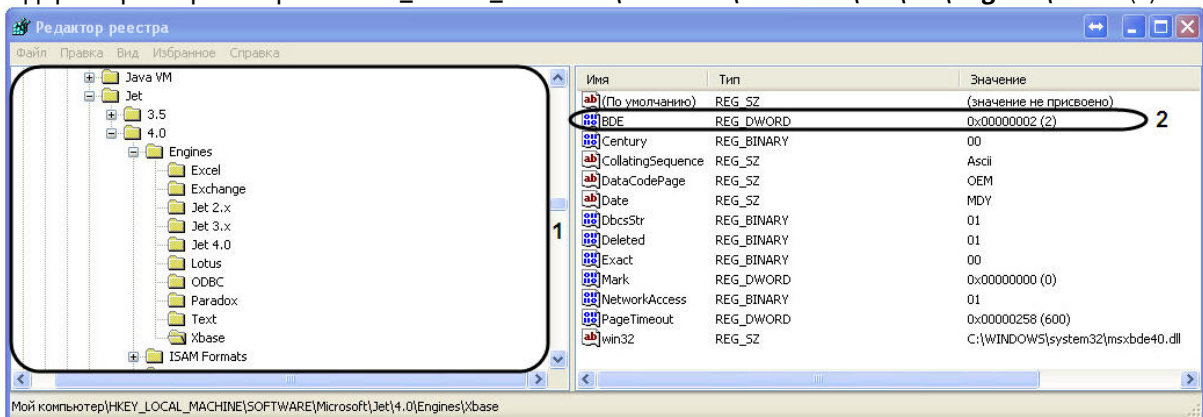 Редактор реестра
Файл Правка Вид Избранное Справка
Java VM
Jet
3.5
4.0
Engines
Excel
Exchange
Jet 2.x
Jet 3.x
Jet 4.0
Lotus
ODBC
Paradox
Text
Xbase
ISAM Formats
1
Имя Тип Значение
(По умолчанию) REG_SZ (значение не присвоено)
BDE REG_DWORD 0x00000002 (2) 2
Century REG_BINARY 00
CollatingSequence REG_SZ Ascii
DataCodePage REG_SZ OEM
Date REG_SZ MDY
DbcsStr REG_BINARY 01
Deleted REG_BINARY 01
Exact REG_BINARY 00
Mark REG_DWORD 0x00000000 (0)
NetworkAccess REG_BINARY 01
PageTimeout REG_DWORD 0x00000258 (600)
win32 REG_SZ C:\WINDOWS\system32\msxbde40.dll
Мой компьютер\HKEY_LOCAL_MACHINE\SOFTWARE\Microsoft\Jet\4.0\Engines\Xbase